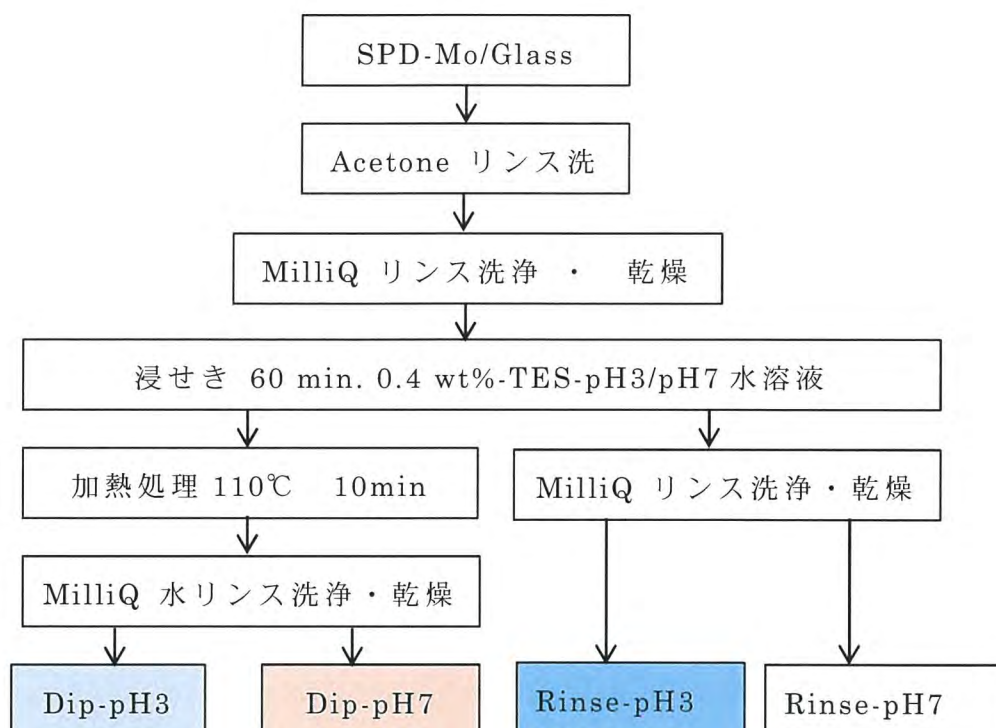 SPD-Mo/Glass
Acetone リンス洗
MilliQ リンス洗浄 ・ 乾燥
浸せき 60 min. 0.4 wt%-TES-pH3/pH7 水溶液
加熱処理 110℃ 10min
MilliQ リンス洗浄・乾燥
MilliQ 水リンス洗浄・乾燥
Dip-pH3
Dip-pH7
Rinse-pH3
Rinse-pH7